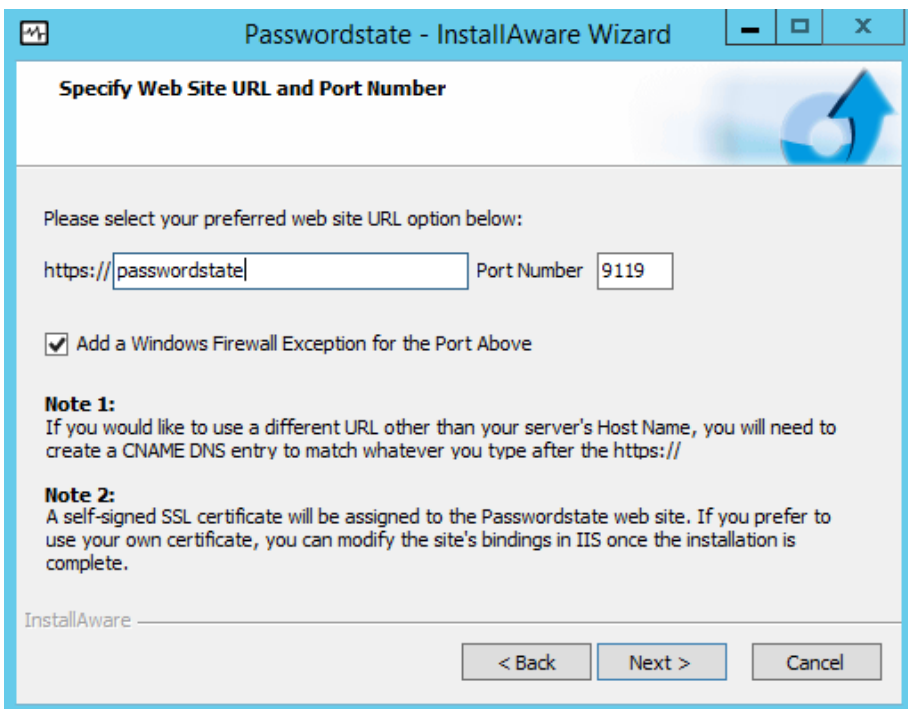 Passwordstate - InstallAware Wizard
Specify Web Site URL and Port Number
Please select your preferred web site URL option below:
https:// passwordstate Port Number 9119
Add a Windows Firewall Exception for the Port Above
Note 1:
If you would like to use a different URL other than your server's Host Name, you will need to
create a CNAME DNS entry to match whatever you type after the https://
Note 2:
A self-signed SSL certificate will be assigned to the Passwordstate web site. If you prefer to
use your own certificate, you can modify the site's bindings in IIS once the installation is
complete.
InstallAware
< Back Next > Cancel